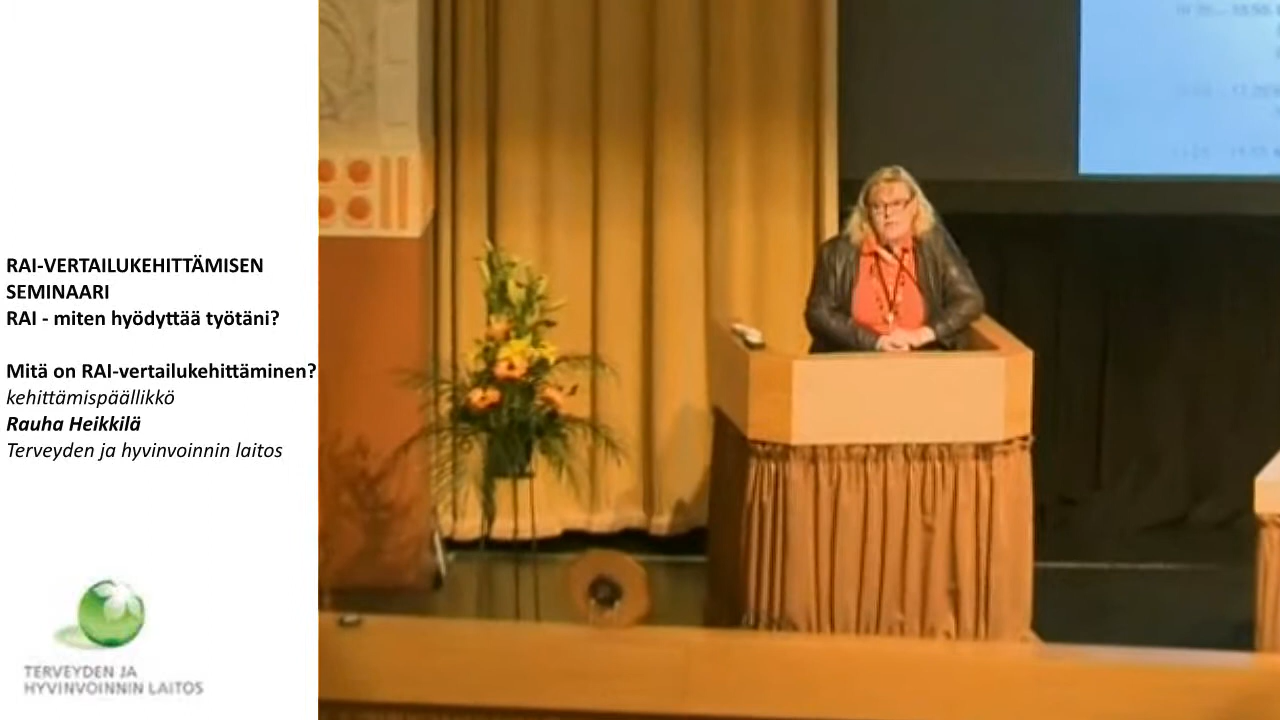 RAI-VERTAILUKEHITTÄMISEN
SEMINAARI
RAI - miten hyödyttää työtäni?
Mitä on RAI-vertailukehittäminen?
kehittämispäällikkö
Rauha Heikkilä
Terveyden ja hyvinvoinnin laitos
TERVEYDEN JA
HYVINVOINNIN LAITOS